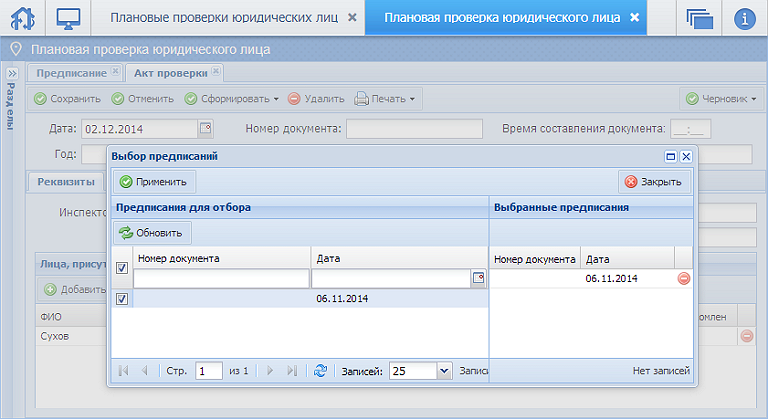 Плановые проверки юридических лиц
Плановая проверка юридического лица
Плановая проверка юридического лица
Разделы
Предписание
Акт проверки
Сохранить Отменить Сформировать Удалить Печать Черновик
Дата: 02.12.2014 Номер документа: Время составления документа: __:__
Год:
Выбор предписаний
Реквизиты
Применить Закрыть
Инспекто
Предписания для отбора Выбранные предписания
Обновить
Лица, присут
Номер документа Дата Номер документа Дата
06.11.2014
Добавить
06.11.2014
ФИО омлен
Сухов
Стр. 1 из 1 Записей: 25 Записи Нет записей